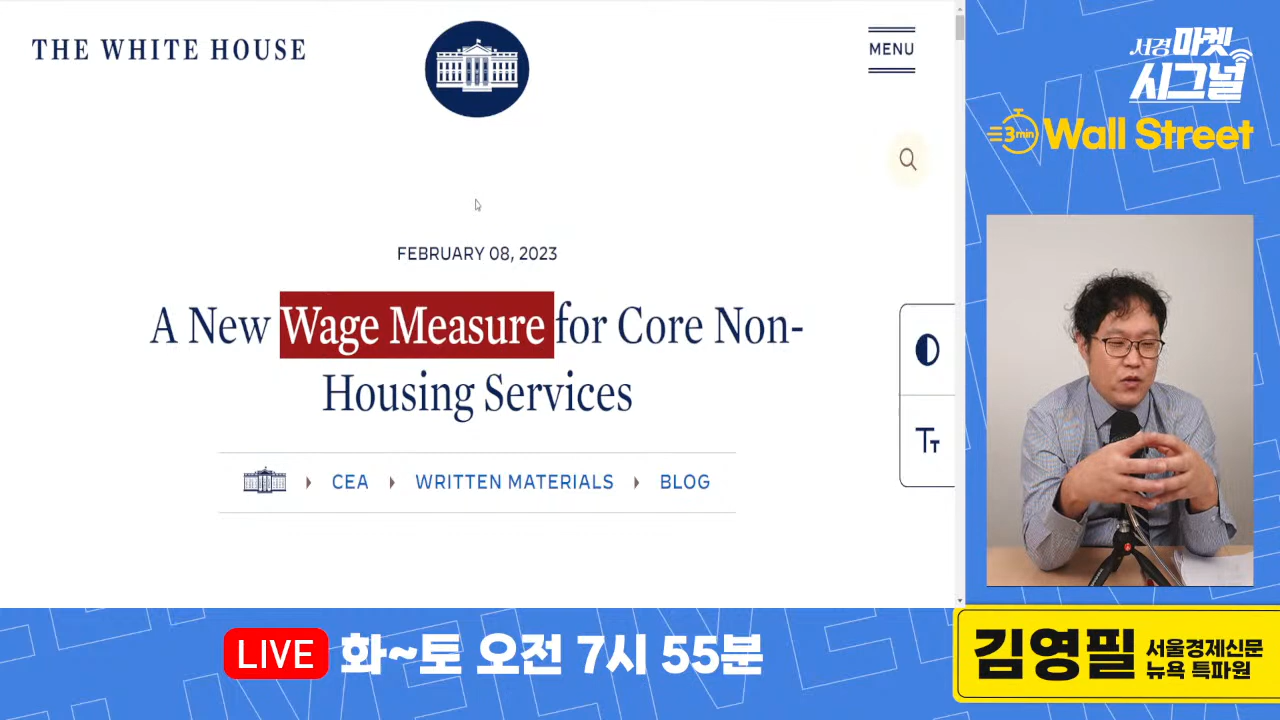 THE WHITE HOUSE
MENU
FEBRUARY 08, 2023
A New Wage Measure for Core Non-
Housing Services
CEA
WRITTEN MATERIALS
BLOG
TT
서경 마켓
시그널
3min Wall Street
LIVE 화~토 오전 7시 55분
김영필
서울경제신문
뉴욕 특파원